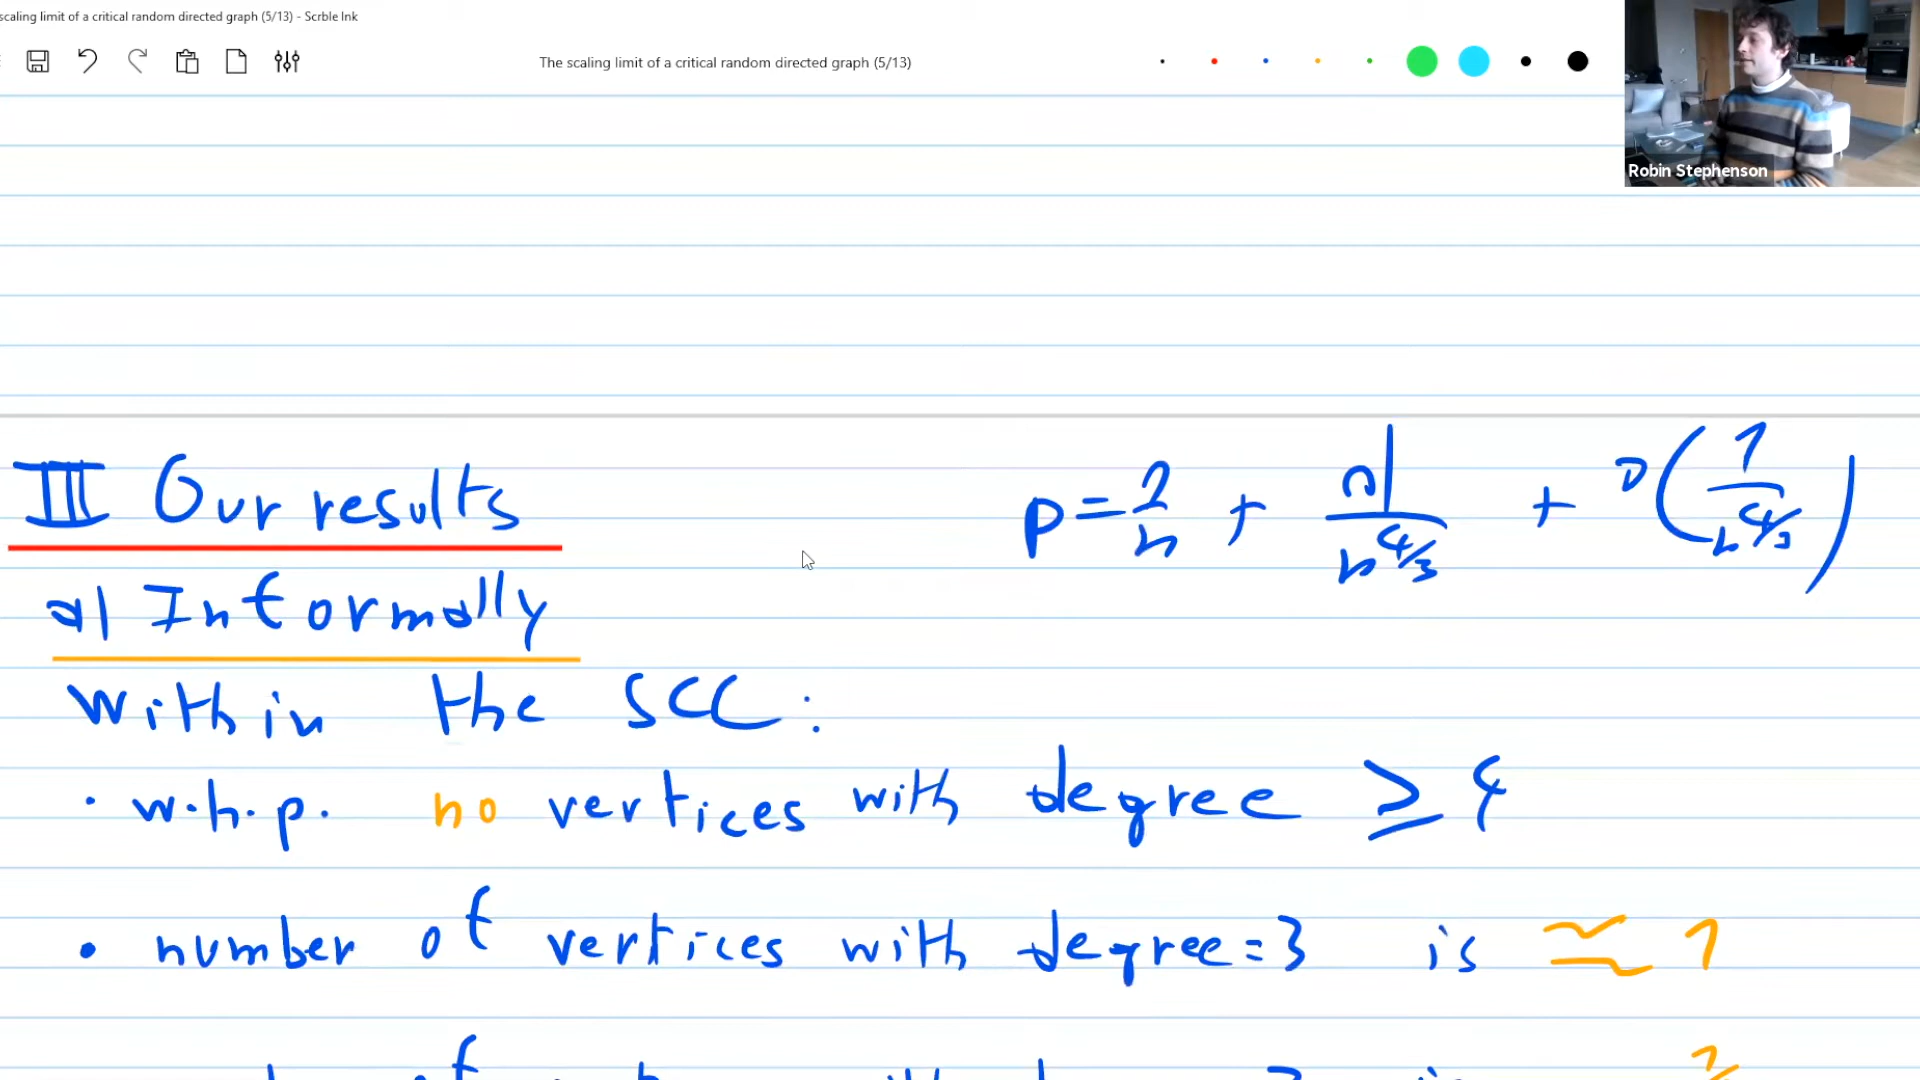 scaling limit of a critical random directed graph (5/13) - Scrble Ink
The scaling limit of a critical random directed graph (5/13)
Robin Stephenson
III Our results
p = 1/n + λ/n^4/3 + o(1/n^4/3)
a) Informally
within the SCC:
• w.h.p. no vertices with degree ≥ 4
• number of vertices with degree = 3 is ≃ 1